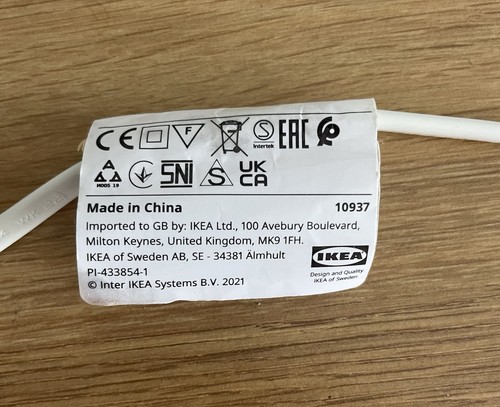 CE F S Intertek EAC
M005 19 SNI S UK CA
Made in China 10937
Imported to GB by: IKEA Ltd., 100 Avebury Boulevard,
Milton Keynes, United Kingdom, MK9 1FH.
IKEA of Sweden AB, SE - 34381 Älmhult
PI-433854-1
© Inter IKEA Systems B.V. 2021
IKEA
Design and Quality
IKEA of Sweden